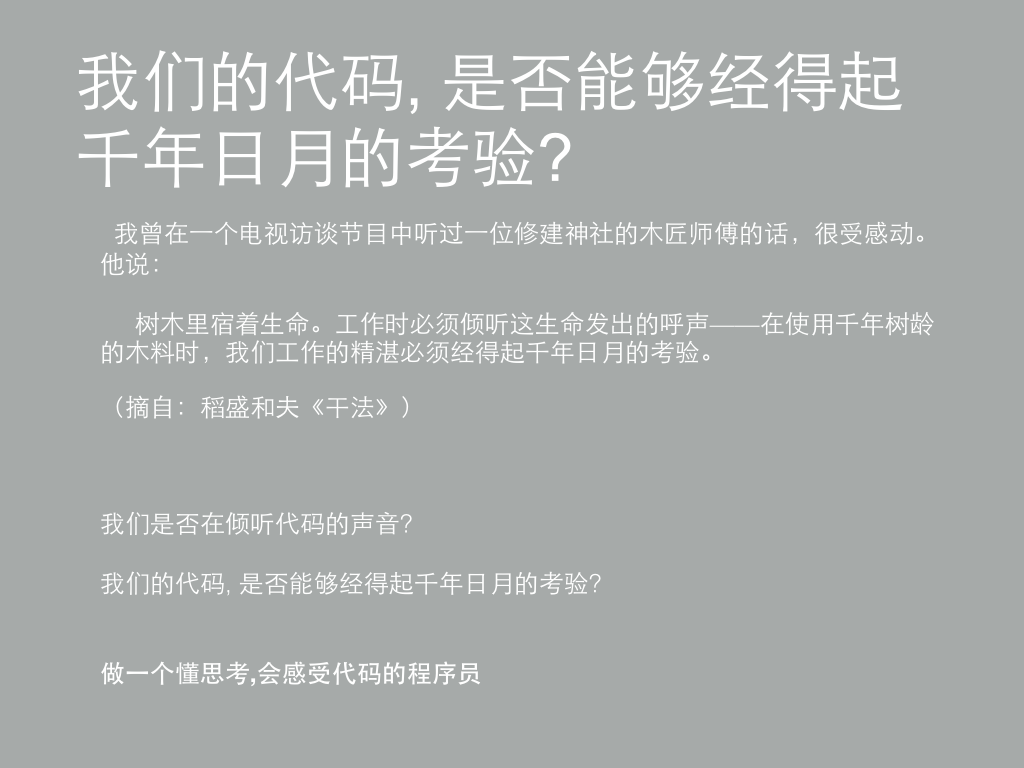 我们的代码, 是否能够经得起
千年日月的考验?
我曾在一个电视访谈节目中听过一位修建神社的木匠师傅的话，很受感动。
他说：
树木里宿着生命。工作时必须倾听这生命发出的呼声——在使用千年树龄
的木料时，我们工作的精湛必须经得起千年日月的考验。
（摘自：稻盛和夫《干法》）
我们是否在倾听代码的声音?
我们的代码, 是否能够经得起千年日月的考验?
做一个懂思考,会感受代码的程序员